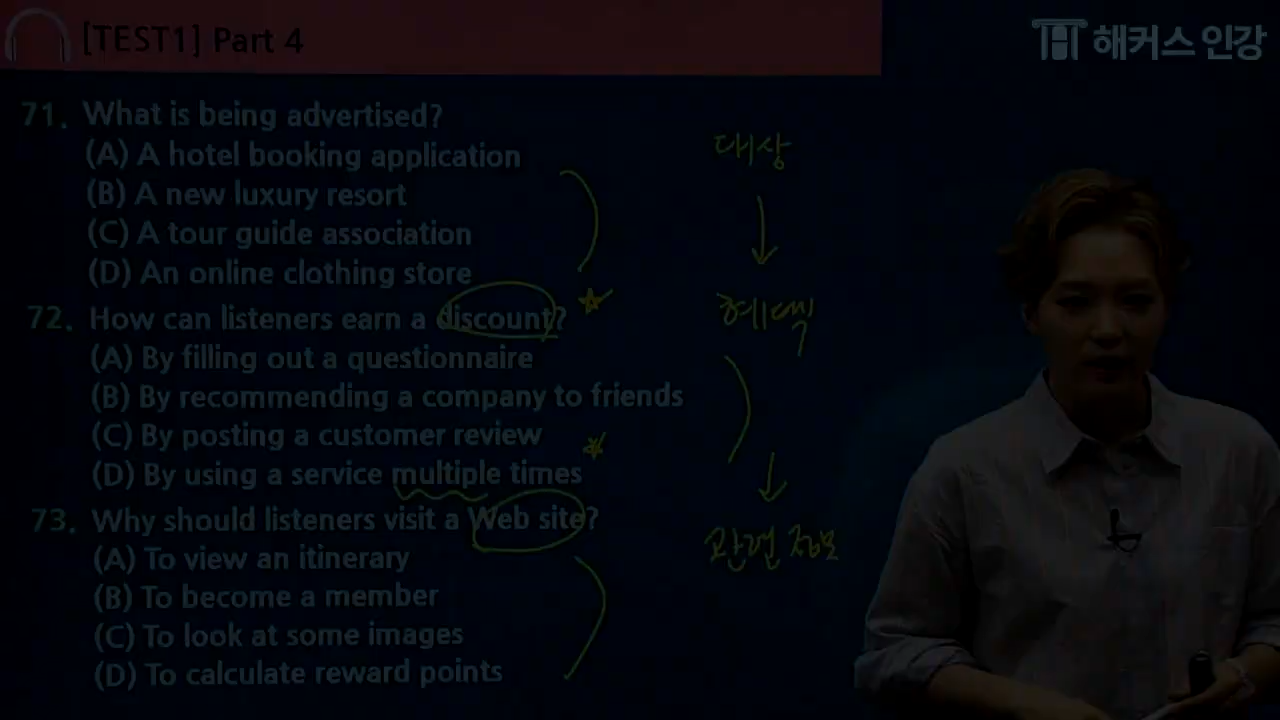 [TEST1] Part 4
해커스 인강
71. What is being advertised?
(A) A hotel booking application
(B) A new luxury resort
(C) A tour guide association
(D) An online clothing store
72. How can listeners earn a discount?
(A) By filling out a questionnaire
(B) By recommending a company to friends
(C) By posting a customer review
(D) By using a service multiple times
73. Why should listeners visit a Web site?
(A) To view an itinerary
(B) To become a member
(C) To look at some images
(D) To calculate reward points
대상
혜택
관련 정보